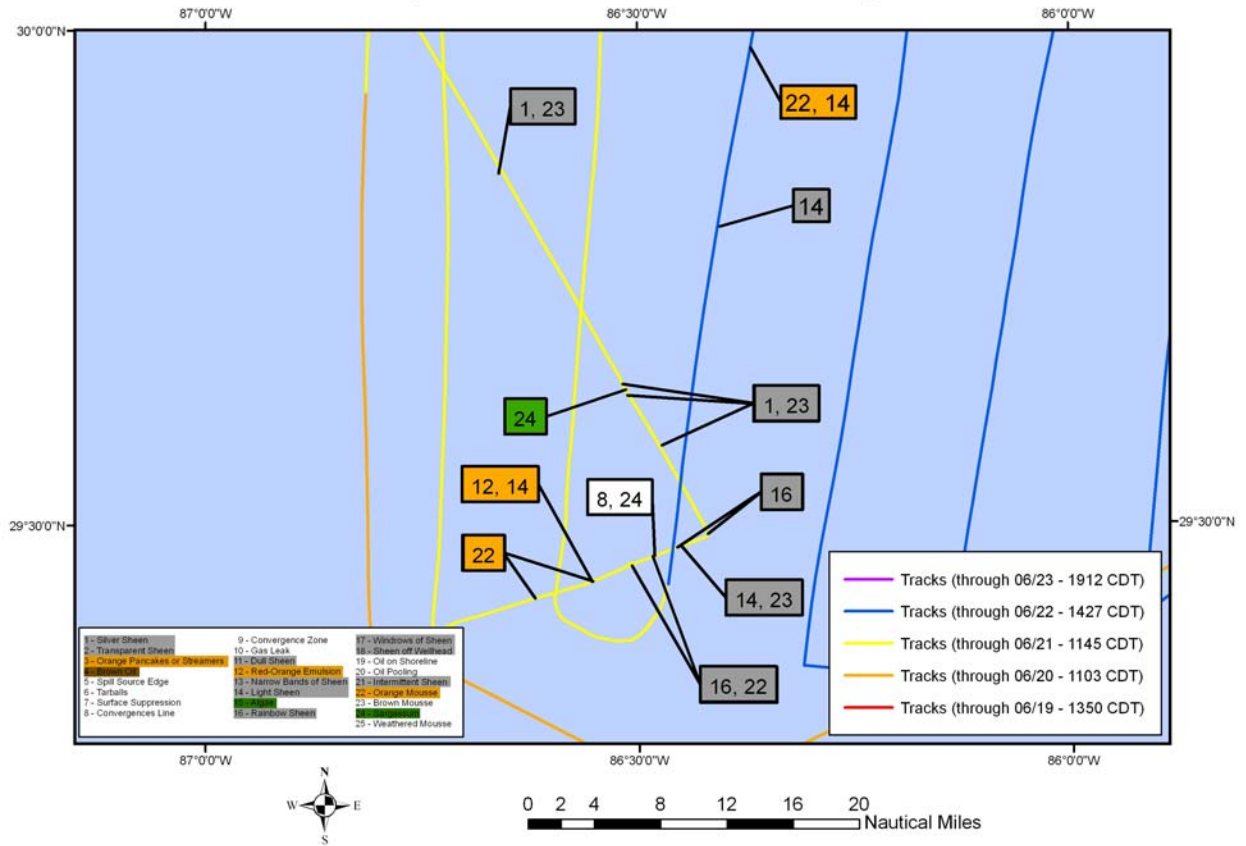 87°0'0"W
86°30'0"W
86°0'0"W
30°0'0"N
1, 23
22, 14
14
24
1, 23
12, 14
8, 24
16
29°30'0"N
29°30'0"N
22
14, 23
16, 22
Tracks (through 06/23 - 1912 CDT)
Tracks (through 06/22 - 1427 CDT)
Tracks (through 06/21 - 1145 CDT)
Tracks (through 06/20 - 1103 CDT)
Tracks (through 06/19 - 1350 CDT)
1 - Silver Sheen
2 - Transparent Sheen
3 - Orange Pancakes or Streamers
4 - Brown Oil
5 - Spill Source Edge
6 - Tarballs
7 - Surface Suppression
8 - Convergences Line
9 - Convergence Zone
10 - Gas Leak
11 - Dull Sheen
12 - Red-Orange Emulsion
13 - Narrow Bands of Sheen
14 - Light Sheen
15 - Algae
16 - Rainbow Sheen
17 - Windrows of Sheen
18 - Sheen off Wellhead
19 - Oil on Shoreline
20 - Oil Pooling
21 - Intermittent Sheen
22 - Orange Mousse
23 - Brown Mousse
24 - Sargassum
25 - Weathered Mousse
87°0'0"W
86°30'0"W
86°0'0"W
N
W
E
S
0 2 4 8 12 16 20
Nautical Miles